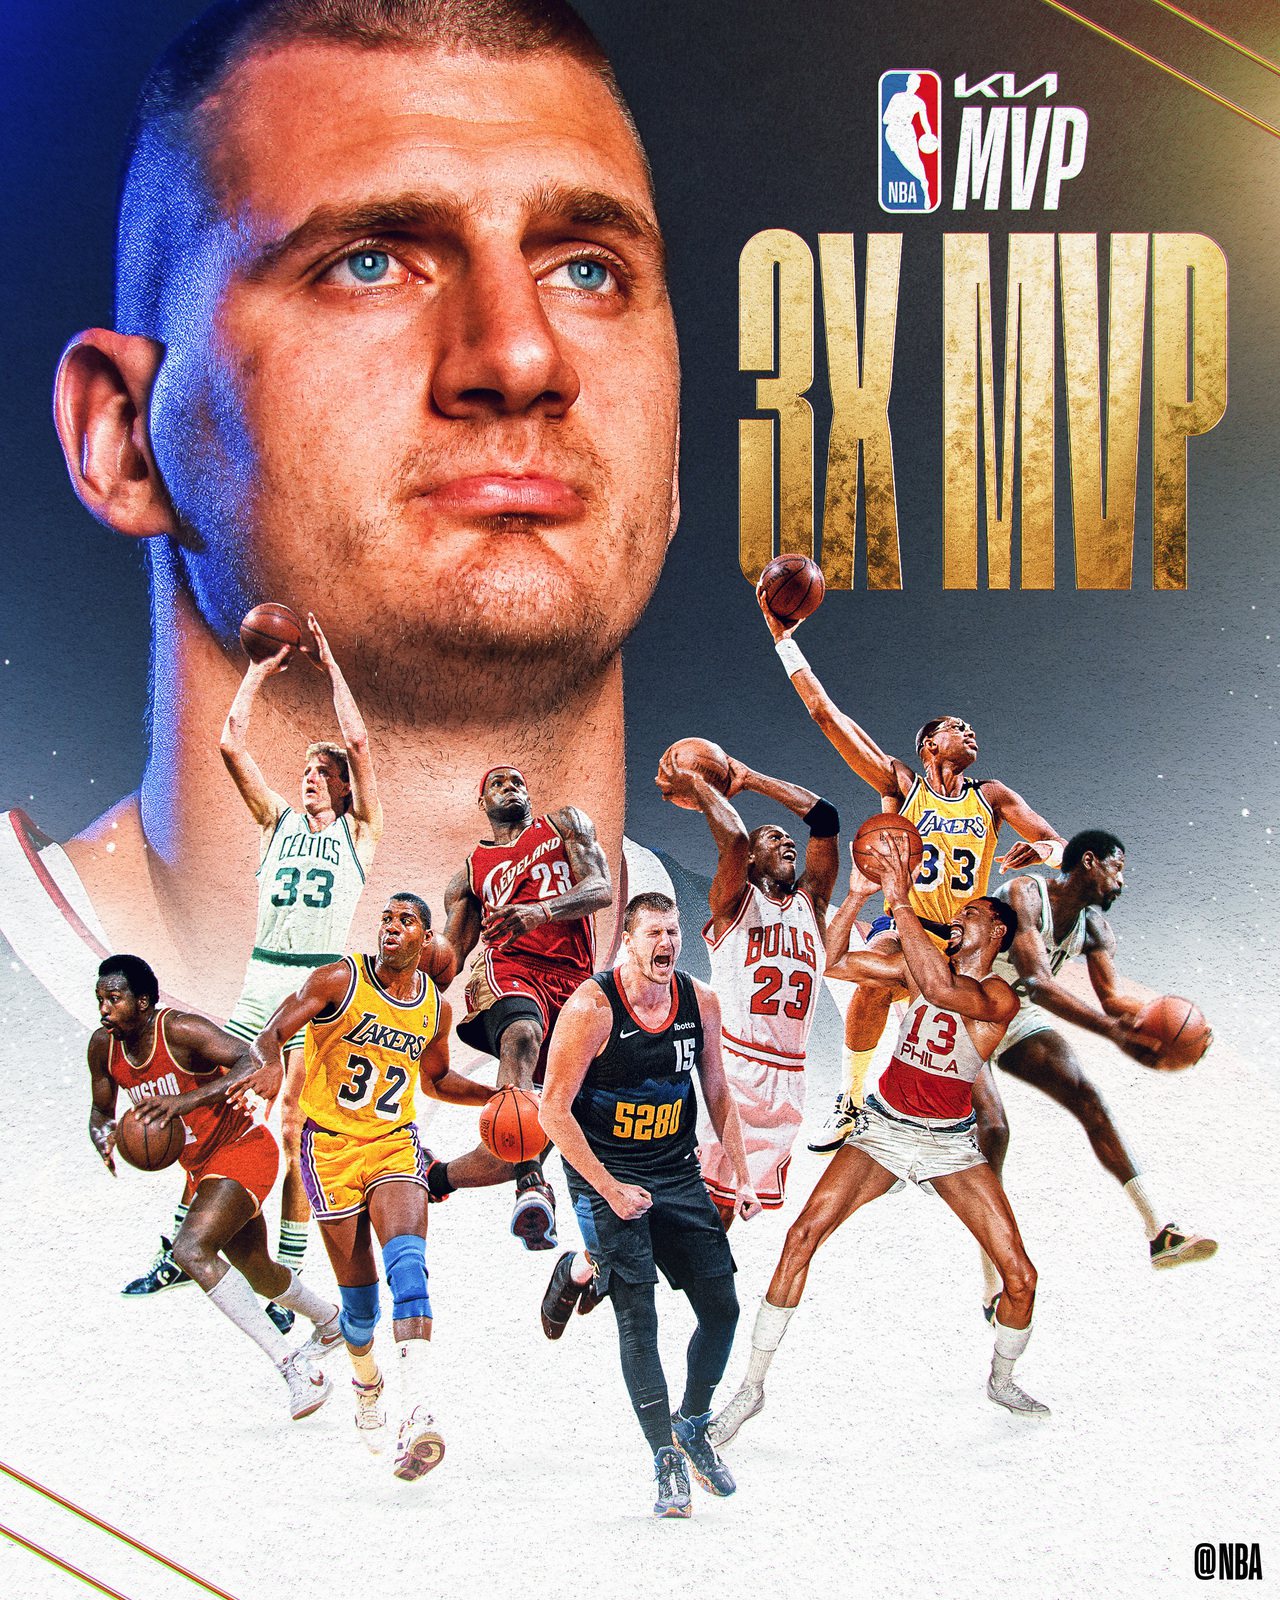 KIA
MVP
NBA
3X MVP
CELTICS
33
CLEVELAND
23
LAKERS
33
BULLS
23
LAKERS
32
ibotta
15
5280
13
PHILA
@NBA